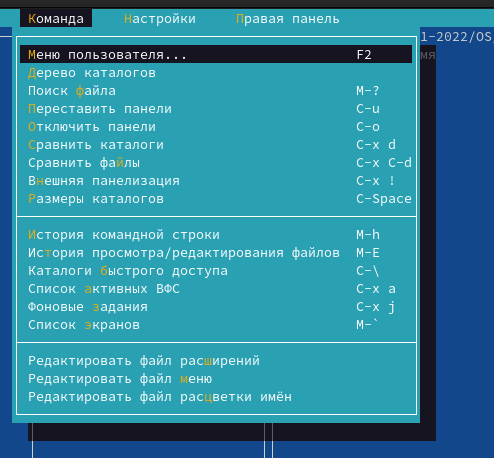 Команда Настройки Правая панель
1-2022/OS
Меню пользователя... F2
мя
Дерево каталогов
Поиск файла M-?
Переставить панели C-u
Отключить панели C-o
Сравнить каталоги C-x d
Сравнить файлы C-x C-d
Внешняя панелизация C-x !
Размеры каталогов C-Space
История командной строки M-h
История просмотра/редактирования файлов M-E
Каталоги быстрого доступа C-\
Список активных ВФС C-x a
Фоновые задания C-x j
Список экранов M-`
Редактировать файл расширений
Редактировать файл меню
Редактировать файл расцветки имён